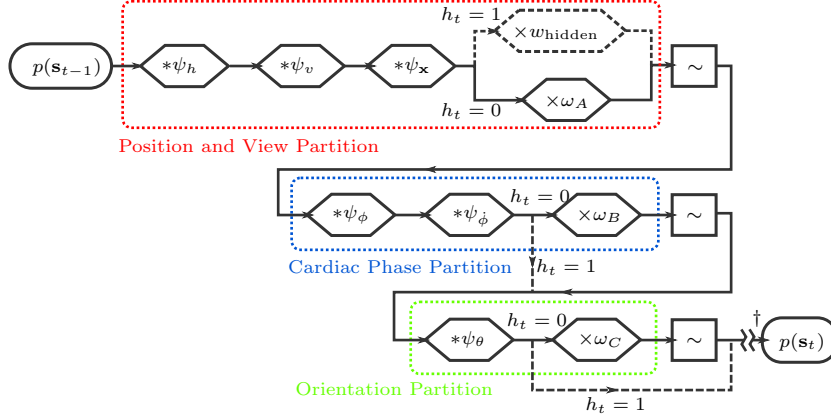 h_t = 1
×w_hidden
p(s_{t−1}) ∗ψ_h ∗ψ_v ∗ψ_x ∼
×ω_A
h_t = 0
Position and View Partition
h_t = 0
∗ψ_ϕ ∗ψ_ϕ̇ ×ω_B ∼
Cardiac Phase Partition h_t = 1
h_t = 0 †
∗ψ_θ ×ω_C ∼ p(s_t)
Orientation Partition h_t = 1